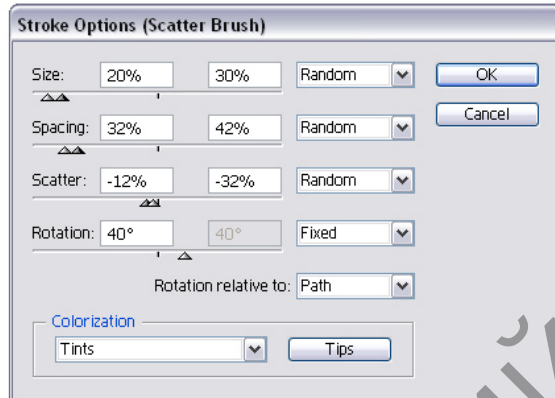 Stroke Options (Scatter Brush)
Size: 20% 30% Random OK
Spacing: 32% 42% Random Cancel
Scatter: -12% -32% Random
Rotation: 40° 40° Fixed
Rotation relative to: Path
Colorization
Tints Tips